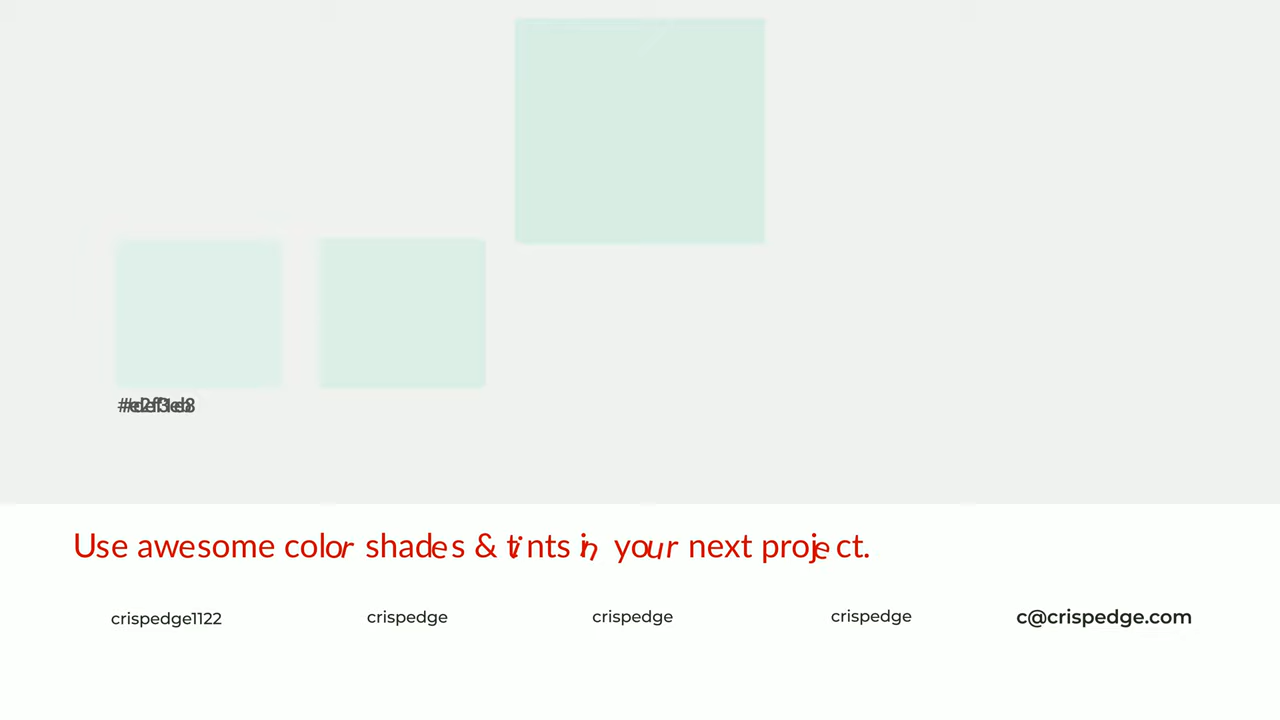 Use awesome color shades & tints in your next project.
crispedge1122 crispedge crispedge crispedge c@crispedge.com